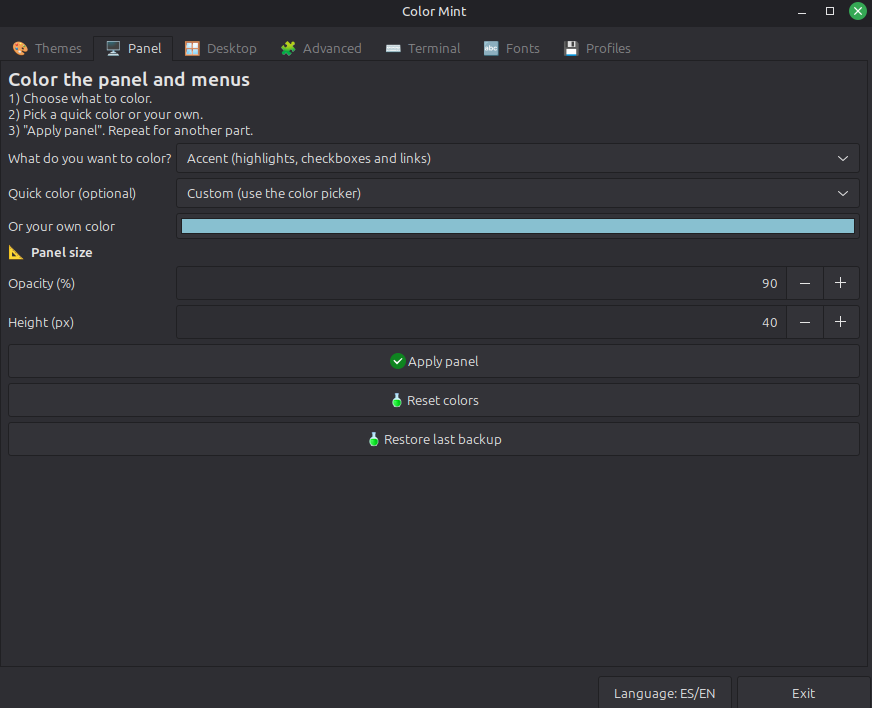 Color Mint
Themes
Panel
Desktop
Advanced
Terminal
abc Fonts
Profiles
Color the panel and menus
1) Choose what to color.
2) Pick a quick color or your own.
3) "Apply panel". Repeat for another part.
What do you want to color? Accent (highlights, checkboxes and links)
Quick color (optional) Custom (use the color picker)
Or your own color
Panel size
Opacity (%) 90
Height (px) 40
Apply panel
Reset colors
Restore last backup
Language: ES/EN
Exit